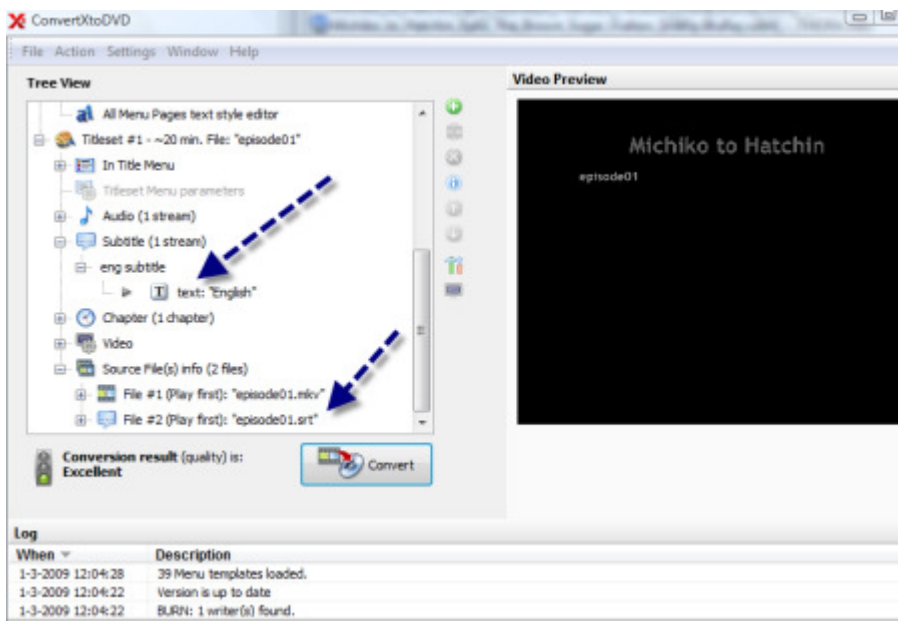 ConvertXtoDVD
File Action Settings Window Help
Tree View
All Menu Pages text style editor
Titleset #1 - ~20 min. File: "episode01"
In Title Menu
Titleset Menu parameters
Audio (1 stream)
Subtitle (1 stream)
eng subtitle
T text: "English"
Chapter (1 chapter)
Video
Source File(s) info (2 files)
File #1 (Play first): "episode01.mkv"
File #2 (Play first): "episode01.srt"
Conversion result (quality) is:
Excellent
Convert
Video Preview
Michiko to Hatchin
episode01
Log
When Description
1-3-2009 12:04:28 39 Menu templates loaded.
1-3-2009 12:04:22 Version is up to date
1-3-2009 12:04:22 BURN: 1 writer(s) found.